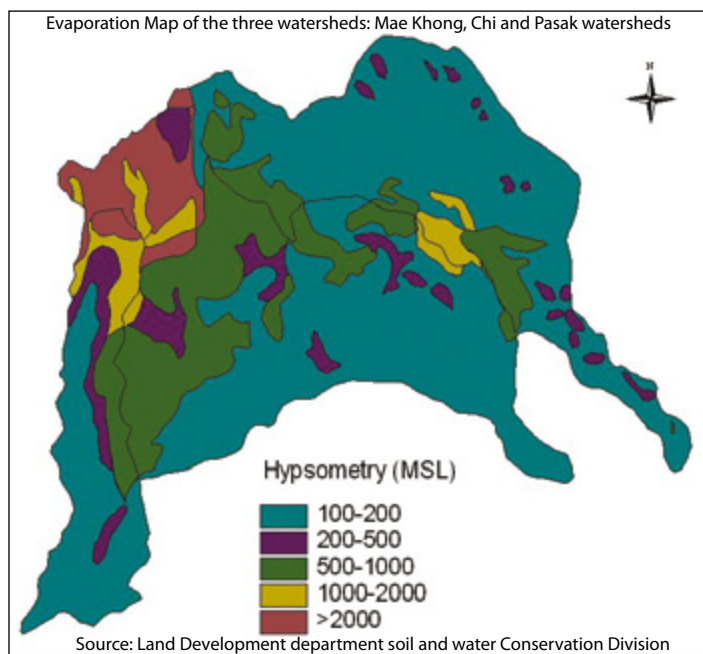 Evaporation Map of the three watersheds: Mae Khong, Chi and Pasak watersheds
N
Hypsometry (MSL)
100-200
200-500
500-1000
1000-2000
>2000
Source: Land Development department soil and water Conservation Division